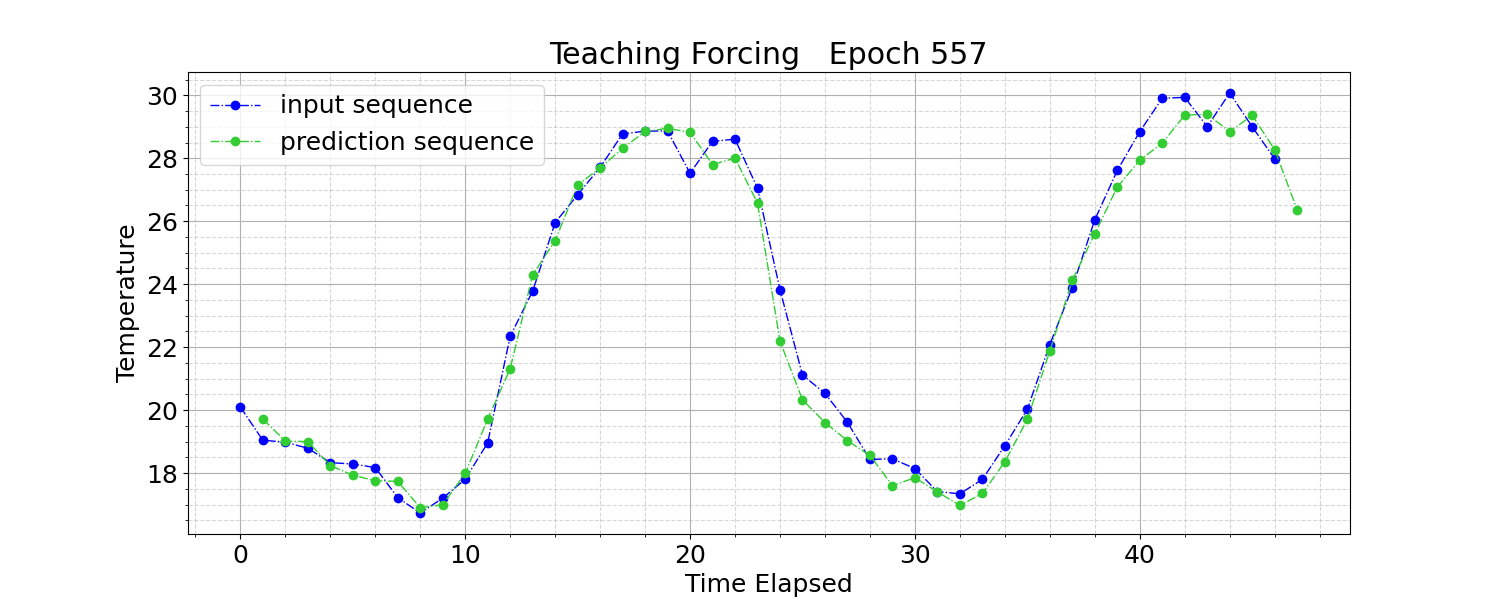 Teaching Forcing   Epoch 557
input sequence
prediction sequence
Temperature
30
28
26
24
22
20
18
0 10 20 30 40
Time Elapsed